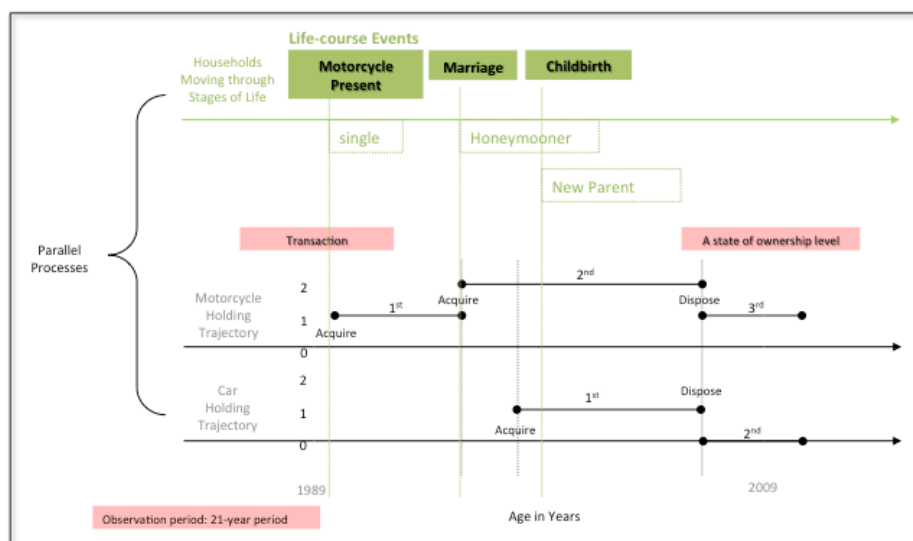 Life-course Events
Households
Moving through
Stages of Life
Motorcycle
Present
Marriage
Childbirth
single
Honeymooner
New Parent
Parallel
Processes
Transaction
A state of ownership level
Motorcycle
Holding
Trajectory
2
1
0
Acquire
1st
Acquire
2nd
Dispose
3rd
Car
Holding
Trajectory
2
1
0
Acquire
1st
Dispose
2nd
1989
2009
Observation period: 21-year period
Age in Years